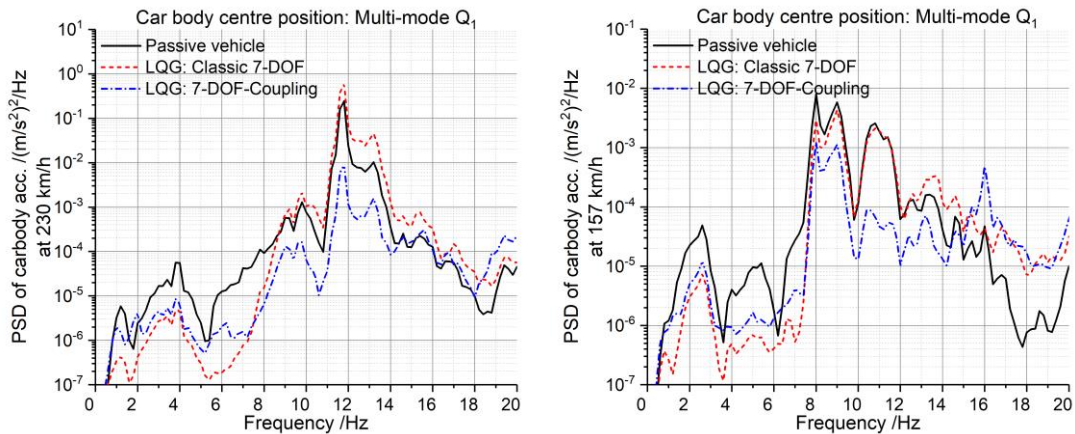 Car body centre position: Multi-mode Q₁
Passive vehicle
LQG: Classic 7-DOF
LQG: 7-DOF-Coupling
PSD of carbody acc. /(m/s²)²/Hz
at 230 km/h
10¹
10⁰
10⁻¹
10⁻²
10⁻³
10⁻⁴
10⁻⁵
10⁻⁶
10⁻⁷
0 2 4 6 8 10 12 14 16 18 20
Frequency /Hz
Car body centre position: Multi-mode Q₁
Passive vehicle
LQG: Classic 7-DOF
LQG: 7-DOF-Coupling
PSD of carbody acc. /(m/s²)²/Hz
at 157 km/h
10⁻¹
10⁻²
10⁻³
10⁻⁴
10⁻⁵
10⁻⁶
10⁻⁷
0 2 4 6 8 10 12 14 16 18 20
Frequency /Hz